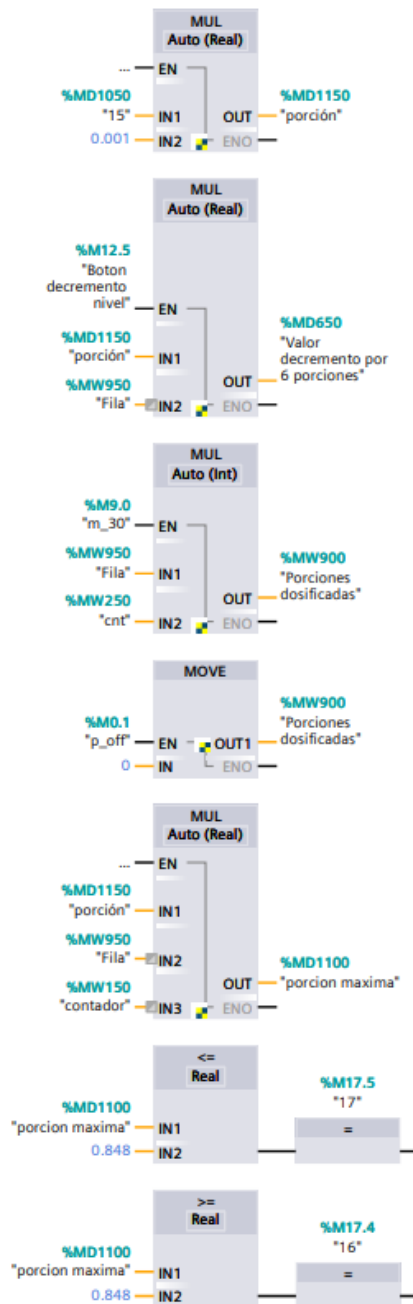 MUL
Auto (Real)
... EN
%MD1050
"15" IN1 OUT %MD1150
"porción"
0.001 IN2 ENO
MUL
Auto (Real)
%M12.5
"Boton
decremento
nivel" EN
%MD1150
"porción" IN1
%MW950
"Fila" IN2
OUT %MD650
"Valor
decremento por
6 porciones"
ENO
MUL
Auto (Int)
%M9.0
"m_30" EN
%MW950
"Fila" IN1
%MW250
"cnt" IN2
OUT %MW900
"Porciones
dosificadas"
ENO
MOVE
%M0.1
"p_off" EN OUT1 %MW900
"Porciones
dosificadas"
0 IN ENO
MUL
Auto (Real)
... EN
%MD1150
"porción" IN1
%MW950
"Fila" IN2
%MW150
"contador" IN3
OUT %MD1100
"porcion maxima"
ENO
<=
Real
%MD1100
"porcion maxima" IN1
0.848 IN2
%M17.5
"17"
=
>=
Real
%MD1100
"porcion maxima" IN1
0.848 IN2
%M17.4
"16"
=